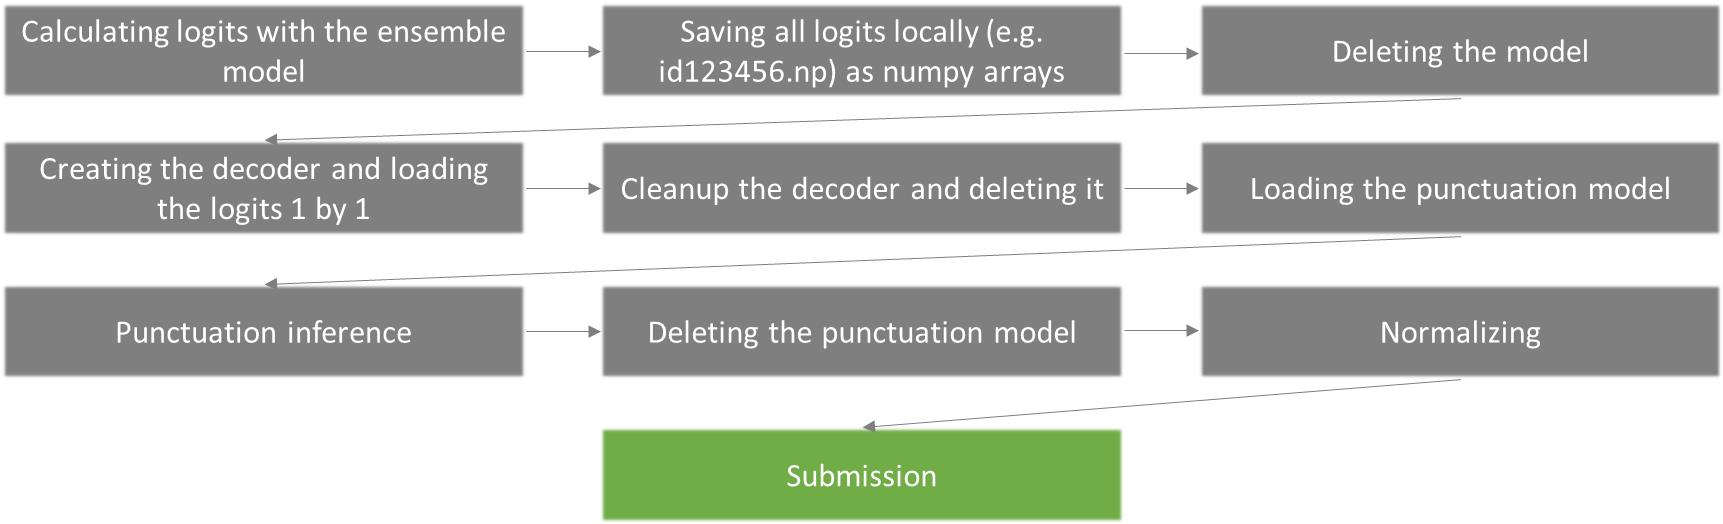 Calculating logits with the ensemble
model
Saving all logits locally (e.g.
id123456.np) as numpy arrays
Deleting the model
Creating the decoder and loading
the logits 1 by 1
Cleanup the decoder and deleting it
Loading the punctuation model
Punctuation inference
Deleting the punctuation model
Normalizing
Submission